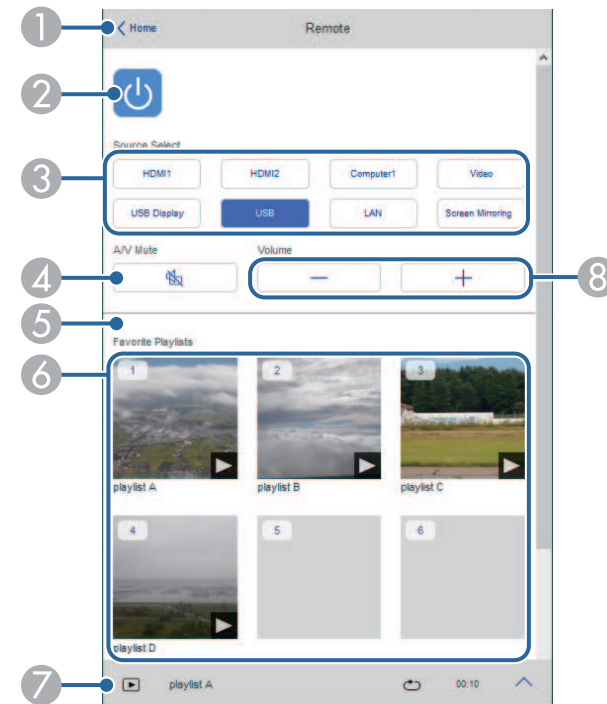 1 Home Remote
2
Source Select
3 HDMI1 HDMI2 Computer1 Video
USB Display USB LAN Screen Mirroring
A/V Mute Volume
4 8
5
Favorite Playlists
6
1 2 3
playlist A playlist B playlist C
4 5 6
playlist D
7 playlist A 00:10